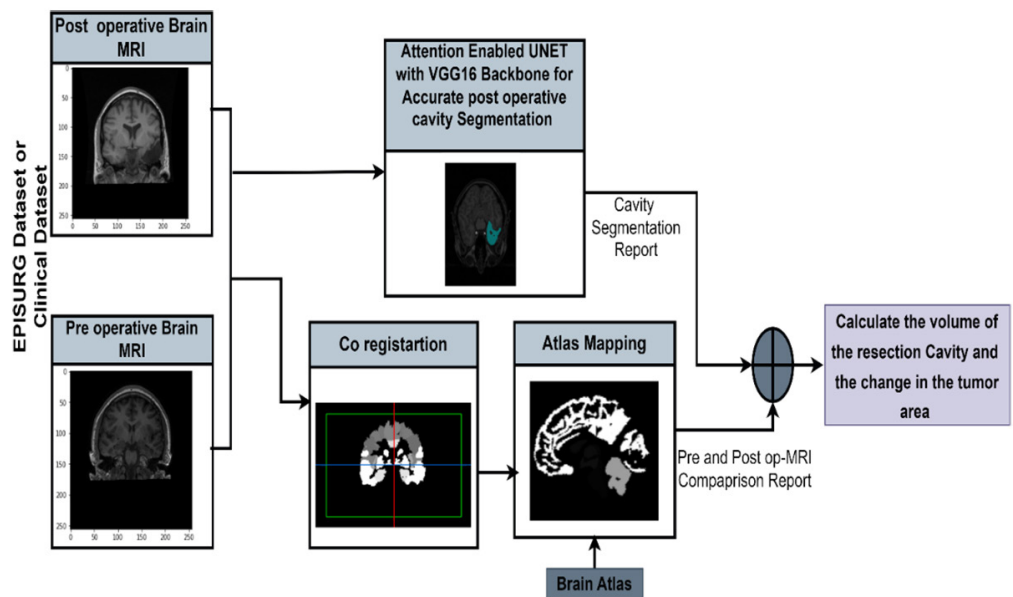 EPISURG Dataset or
Clinical Dataset
Post operative Brain
MRI
0
50
100
150
200
250
0 50 100 150 200 250
Pre operative Brain
MRI
0
50
100
150
200
250
0 50 100 150 200 250
Attention Enabled UNET
with VGG16 Backbone for
Accurate post operative
cavity Segmentation
Cavity
Segmentation
Report
Co registartion
Atlas Mapping
Brain Atlas
Pre and Post op-MRI
Compaprison Report
Calculate the volume of
the resection Cavity and
the change in the tumor
area